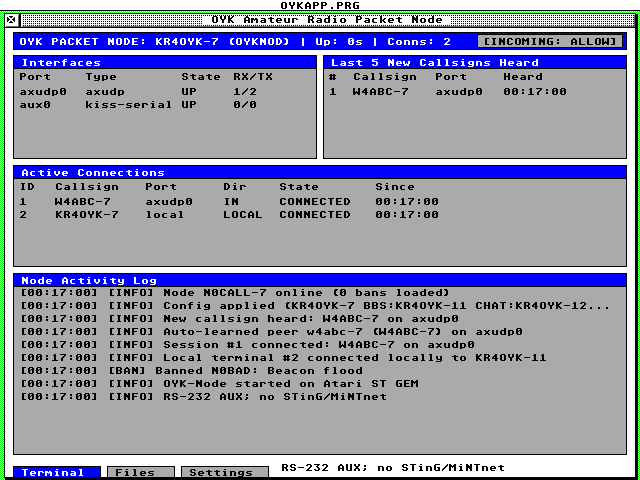 OYKAPP.PRG
OYK Amateur Radio Packet Node
OYK PACKET NODE: KR4OYK-7 (OYKNOD) | Up: 0s | Conns: 2 [INCOMING: ALLOW]
Interfaces
Port Type State RX/TX
axudp0 axudp UP 1/2
aux0 kiss-serial UP 0/0
Last 5 New Callsigns Heard
# Callsign Port Heard
1 W4ABC-7 axudp0 00:17:00
Active Connections
ID Callsign Port Dir State Since
1 W4ABC-7 axudp0 IN CONNECTED 00:17:00
2 KR4OYK-7 local LOCAL CONNECTED 00:17:00
Node Activity Log
[00:17:00] [INFO] Node N0CALL-7 online (0 bans loaded)
[00:17:00] [INFO] Config applied (KR4OYK-7 BBS:KR4OYK-11 CHAT:KR4OYK-12...
[00:17:00] [INFO] New callsign heard: W4ABC-7 on axudp0
[00:17:00] [INFO] Auto-learned peer w4abc-7 (W4ABC-7) on axudp0
[00:17:00] [INFO] Session #1 connected: W4ABC-7 on axudp0
[00:17:00] [INFO] Local terminal #2 connected locally to KR4OYK-11
[00:17:00] [BAN] Banned N0BAD: Beacon flood
[00:17:00] [INFO] OYK-Node started on Atari ST GEM
[00:17:00] [INFO] RS-232 AUX; no STinG/MiNTnet
Terminal Files Settings RS-232 AUX; no STinG/MiNTnet